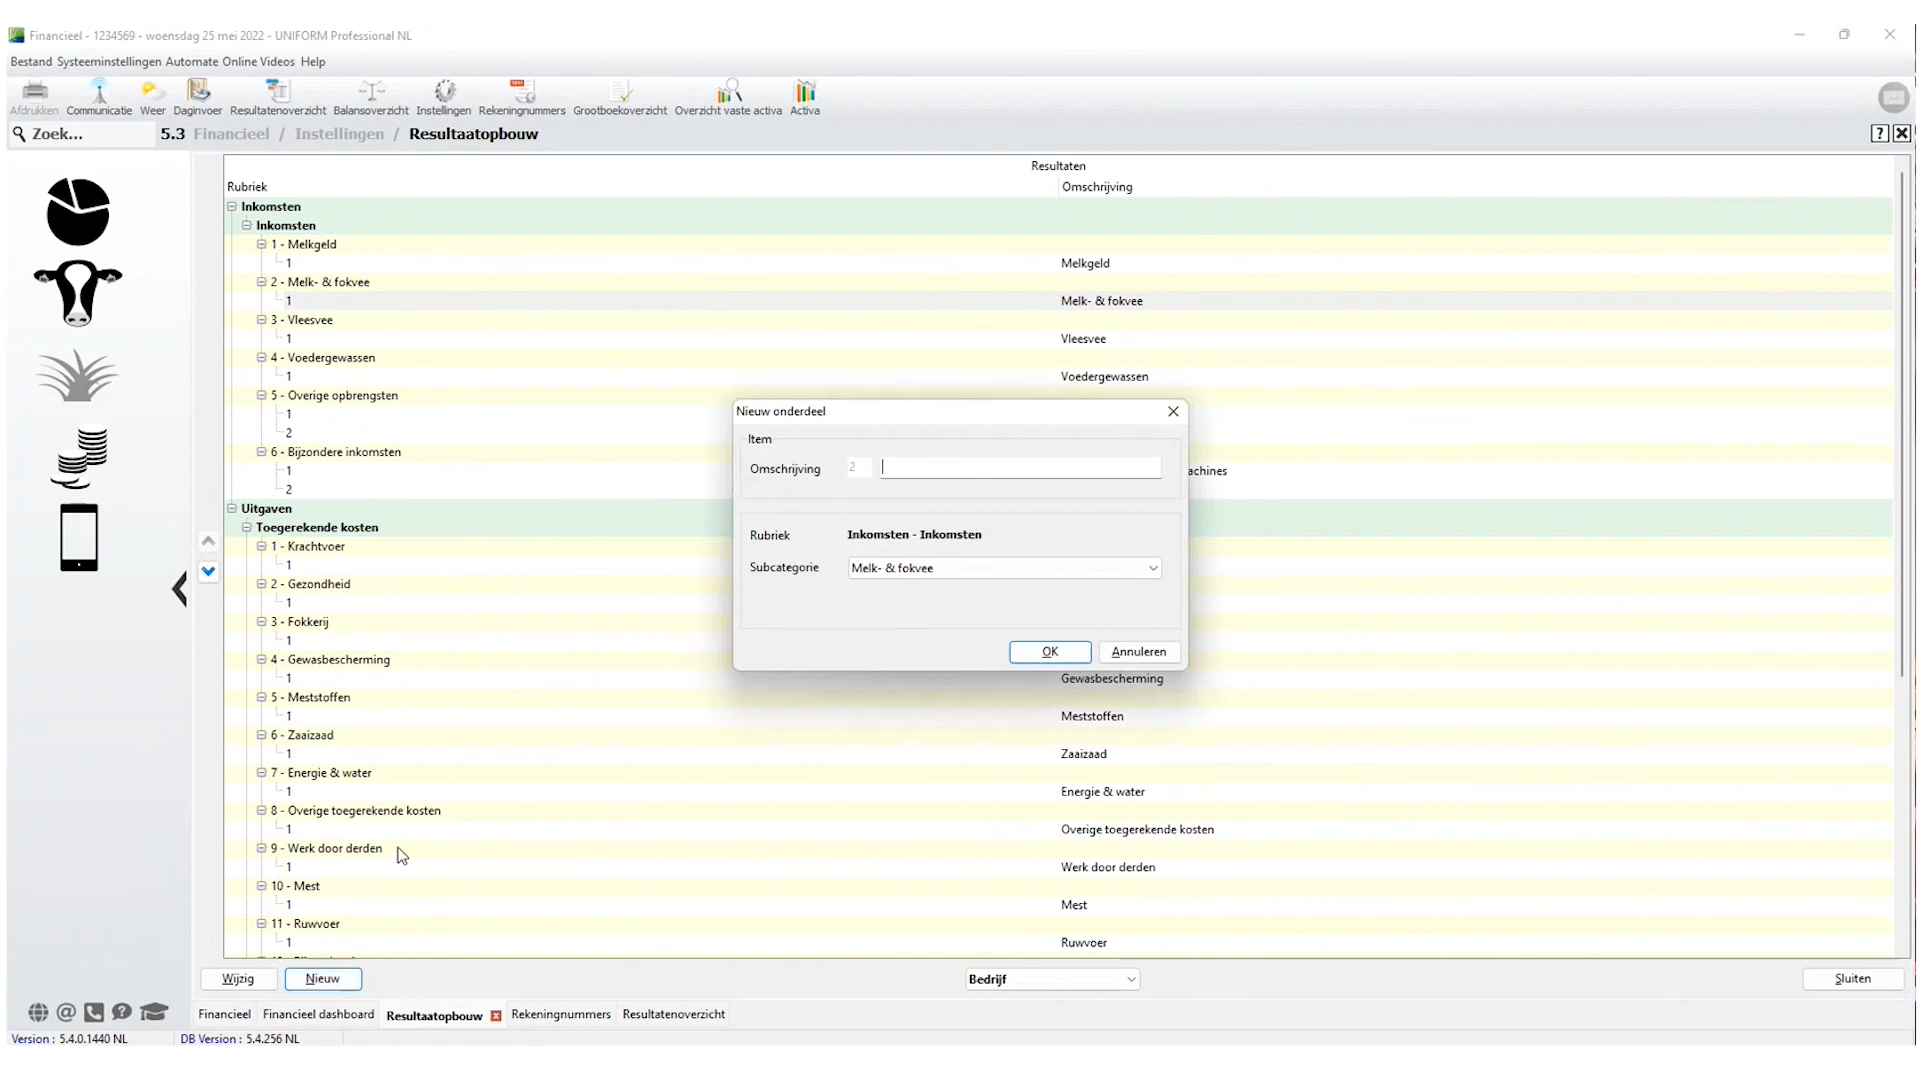 Financieel - 1234569 - woensdag 25 mei 2022 - UNIFORM Professional NL
Bestand Systeeminstellingen Automate Online Videos Help
Afdrukken Communicatie Weer Daginvoer Resultatenoverzicht Balansoverzicht Instellingen Rekeningnummers Grootboekoverzicht Overzicht vaste activa Activa
Zoek... 5.3 Financieel / Instellingen / Resultaatopbouw
Resultaten
Rubriek Omschrijving
Inkomsten
Inkomsten
1 - Melkgeld
1 Melkgeld
2 - Melk- & fokvee
1 Melk- & fokvee
3 - Vleesvee
1 Vleesvee
4 - Voedergewassen
1 Voedergewassen
5 - Overige opbrengsten
1
2
6 - Bijzondere inkomsten
1 achines
2
Uitgaven
Toegerekende kosten
1 - Krachtvoer
1
2 - Gezondheid
1
3 - Fokkerij
1
4 - Gewasbescherming
1 Gewasbescherming
5 - Meststoffen
1 Meststoffen
6 - Zaaizaad
1 Zaaizaad
7 - Energie & water
1 Energie & water
8 - Overige toegerekende kosten
1 Overige toegerekende kosten
9 - Werk door derden
1 Werk door derden
10 - Mest
1 Mest
11 - Ruwvoer
1 Ruwvoer
Nieuw onderdeel
Item
Omschrijving 2
Rubriek Inkomsten - Inkomsten
Subcategorie Melk- & fokvee
OK Annuleren
Wijzig Nieuw Bedrijf Sluiten
Financieel Financieel dashboard Resultaatopbouw Rekeningnummers Resultatenoverzicht
Version : 5.4.0.1440 NL DB Version : 5.4.256 NL